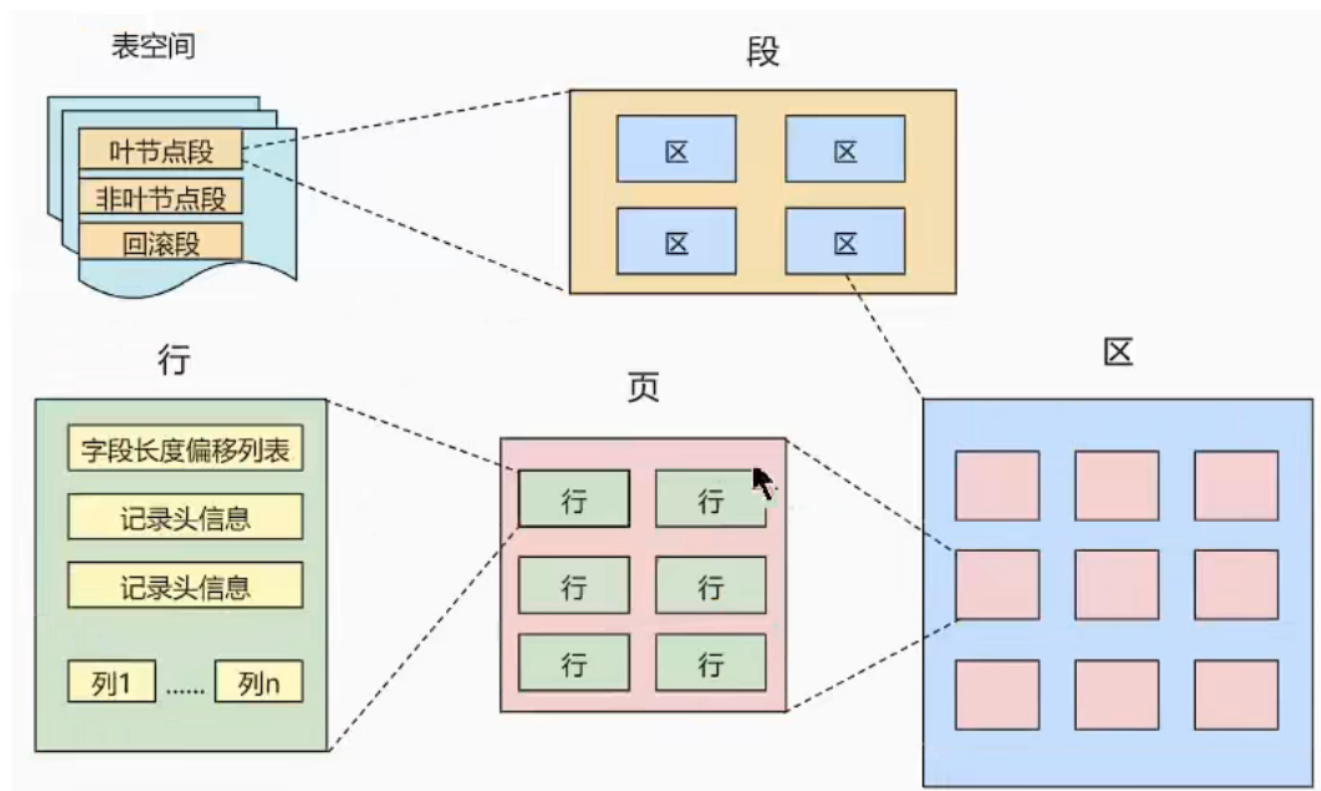 表空间
叶节点段
非叶节点段
回滚段
段
区
区
区
区
行
字段长度偏移列表
记录头信息
记录头信息
列1 ...... 列n
页
行
行
行
行
行
行
区